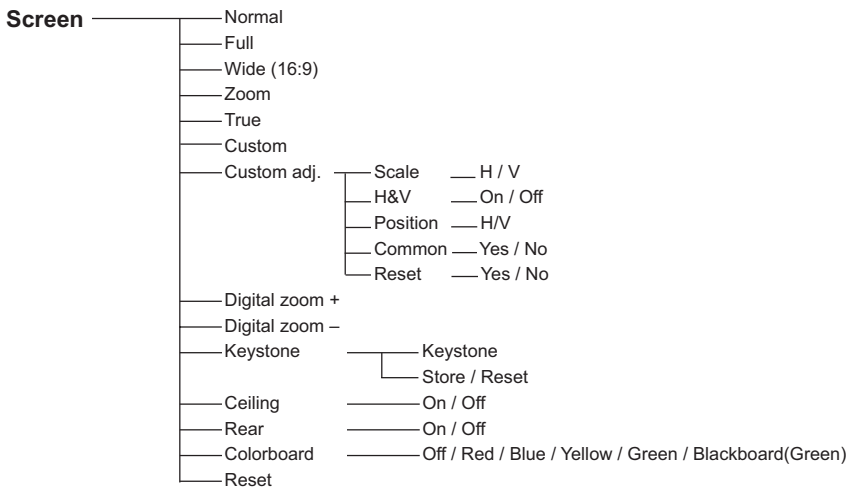 Screen Normal
Full
Wide (16:9)
Zoom
True
Custom
Custom adj. Scale H / V
H&V On / Off
Position H/V
Common Yes / No
Reset Yes / No
Digital zoom +
Digital zoom –
Keystone Keystone
Store / Reset
Ceiling On / Off
Rear On / Off
Colorboard Off / Red / Blue / Yellow / Green / Blackboard(Green)
Reset